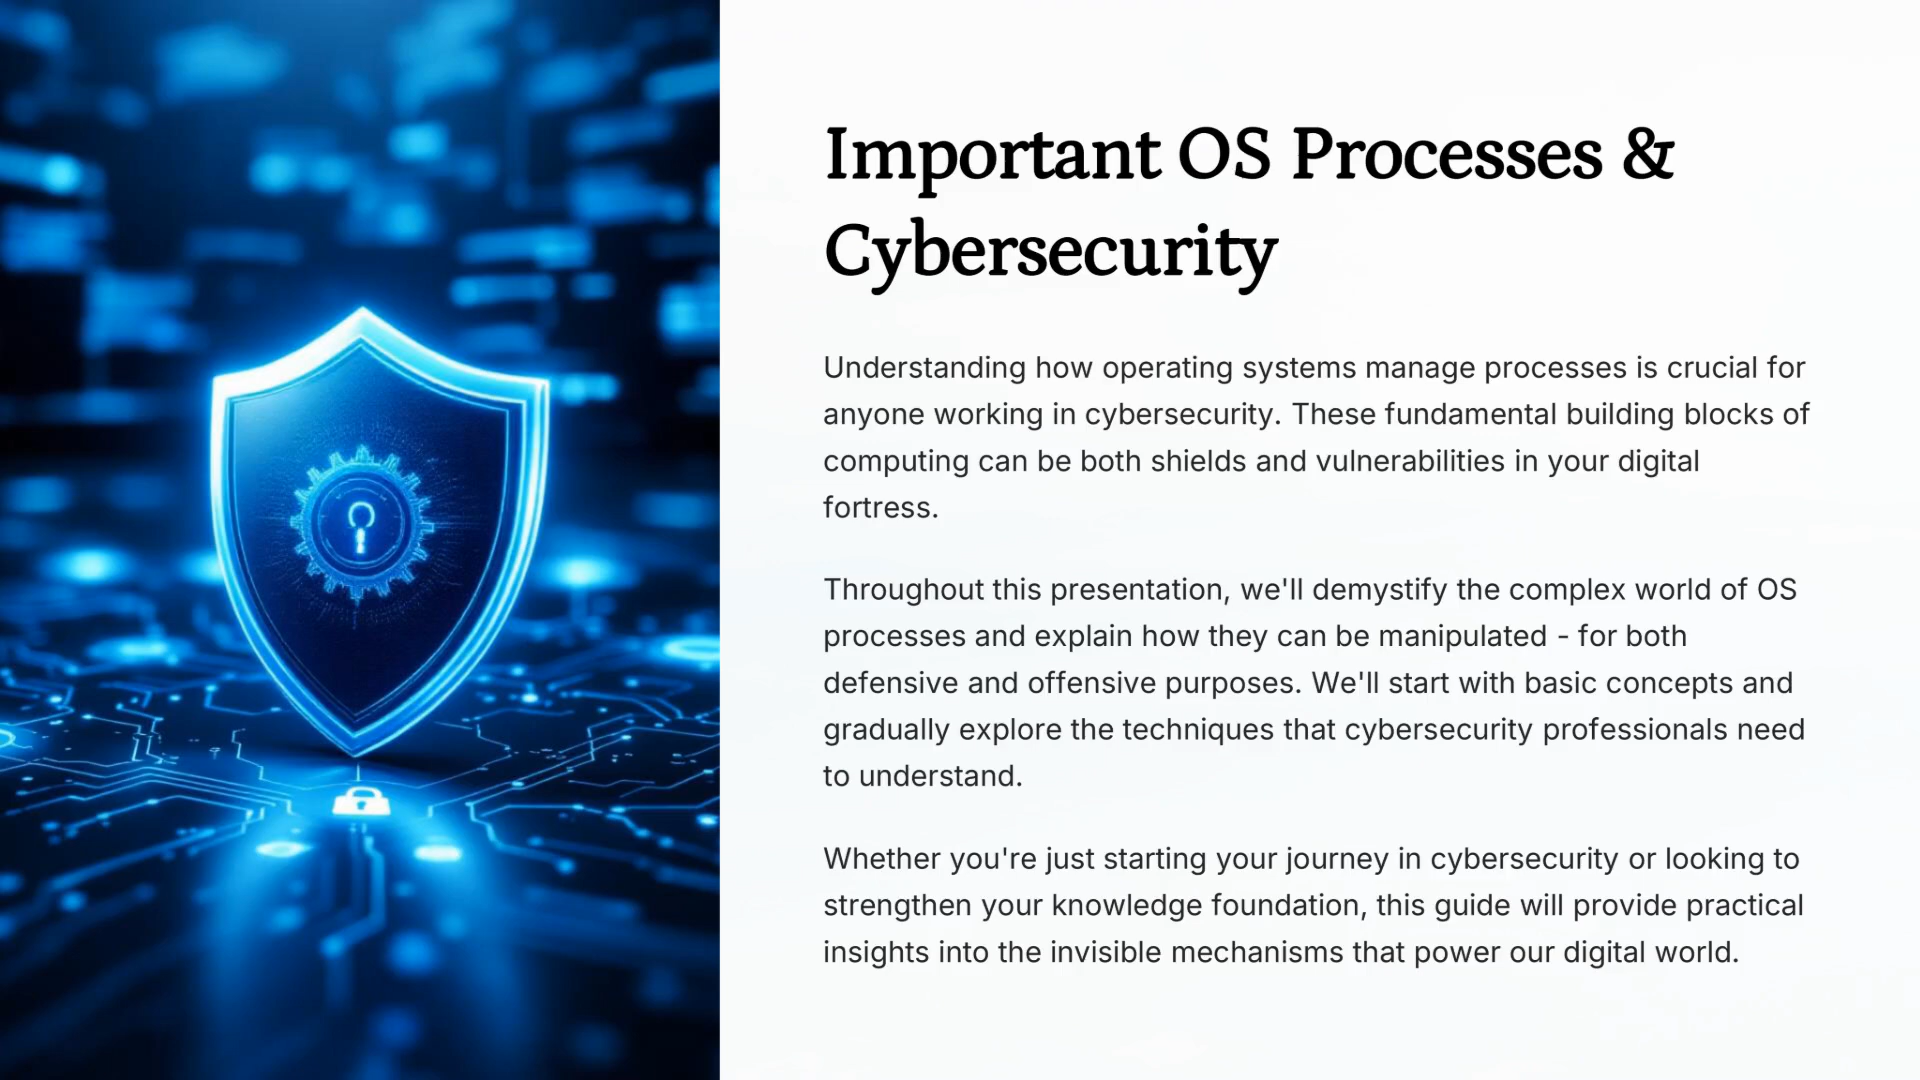 Important OS Processes &
Cybersecurity
Understanding how operating systems manage processes is crucial for
anyone working in cybersecurity. These fundamental building blocks of
computing can be both shields and vulnerabilities in your digital
fortress.
Throughout this presentation, we'll demystify the complex world of OS
processes and explain how they can be manipulated - for both
defensive and offensive purposes. We'll start with basic concepts and
gradually explore the techniques that cybersecurity professionals need
to understand.
Whether you're just starting your journey in cybersecurity or looking to
strengthen your knowledge foundation, this guide will provide practical
insights into the invisible mechanisms that power our digital world.